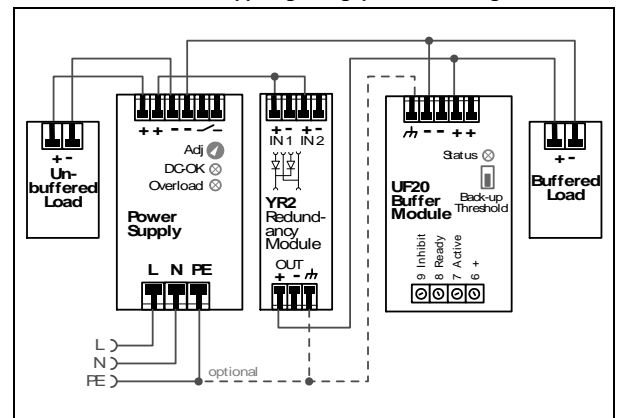 + -
Un-
buffered
Load
+ + - -
Adj
DC-OK
Overload
Power
Supply
L N PE
+ - + -
IN 1 IN 2
YR2
Redund-
ancy
Module
OUT
+ -
- - + +
Status
UF20
Buffer
Module
Back-up
Threshold
9 Inhibit
8 Ready
7 Active
6 +
+ -
Buffered
Load
L
N
PE
optional